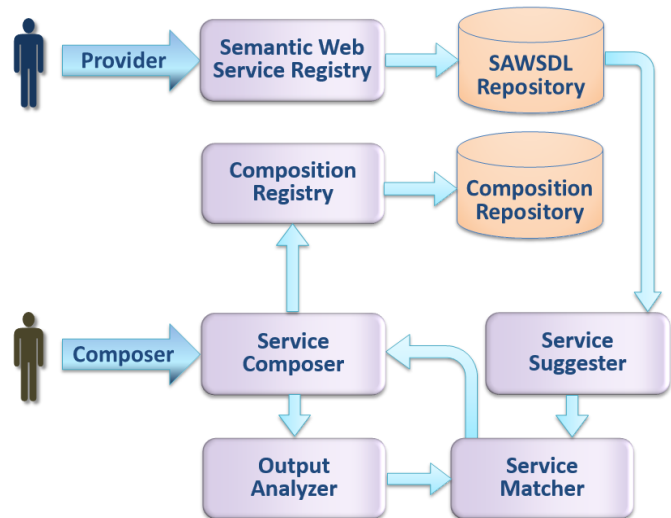 Provider
Semantic Web
Service Registry
SAWSDL
Repository
Composition
Registry
Composition
Repository
Composer
Service
Composer
Service
Suggester
Output
Analyzer
Service
Matcher